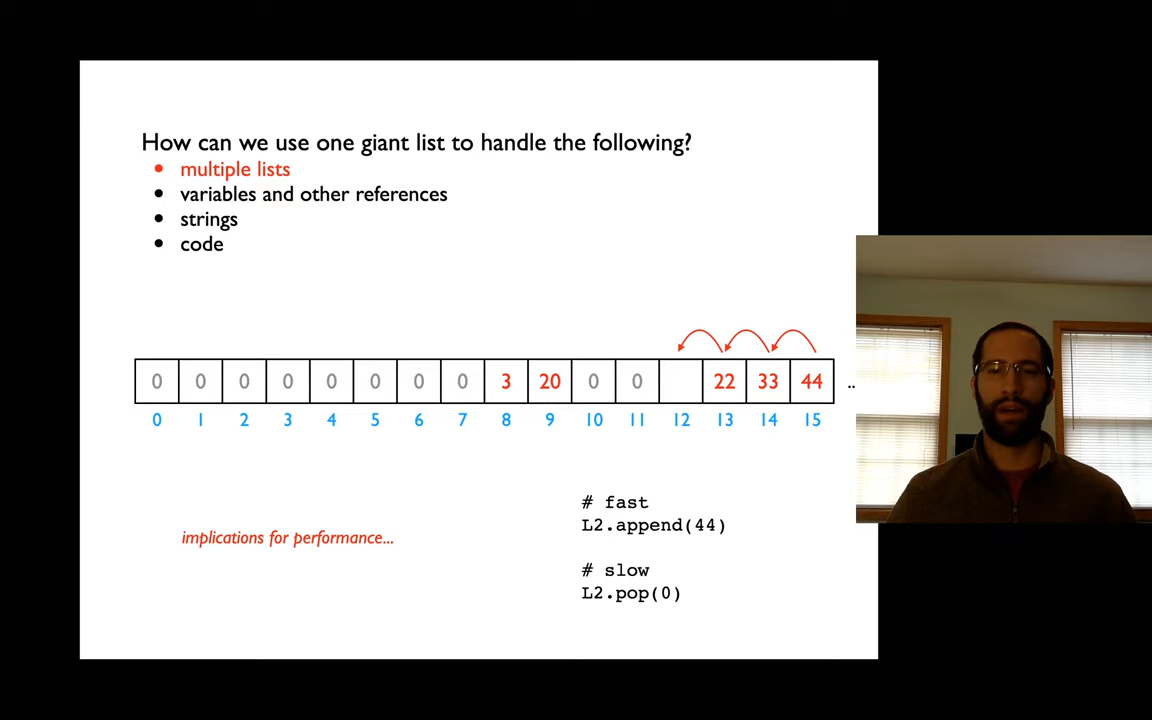 How can we use one giant list to handle the following?
• multiple lists
• variables and other references
• strings
• code
0 0 0 0 0 0 0 0 3 20 0 0 22 33 44 ..
0 1 2 3 4 5 6 7 8 9 10 11 12 13 14 15
# fast
L2.append(44)
implications for performance...
# slow
L2.pop(0)